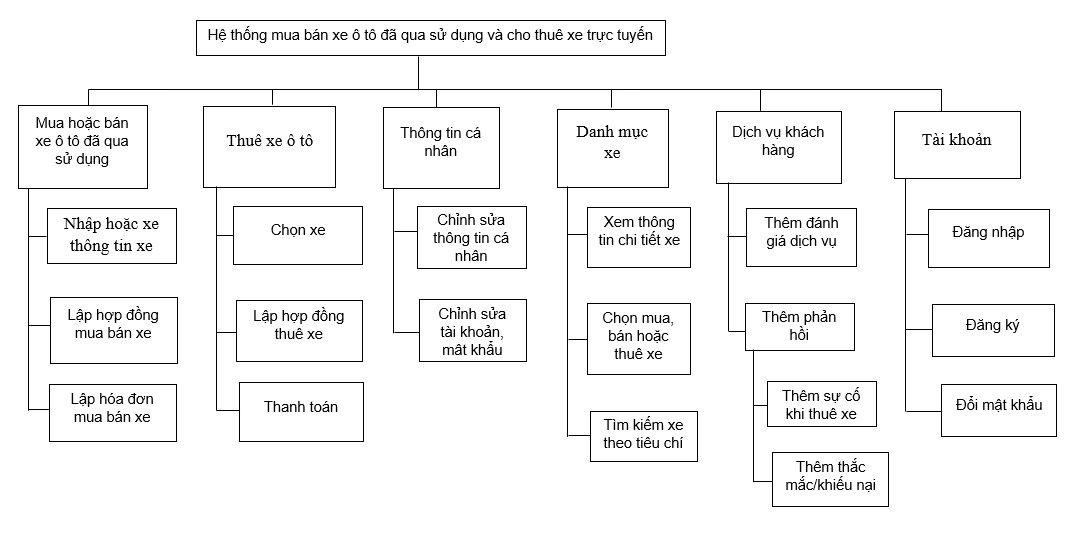 Hệ thống mua bán xe ô tô đã qua sử dụng và cho thuê xe trực tuyến
Mua hoặc bán
xe ô tô đã qua
sử dụng
Nhập hoặc xe
thông tin xe
Lập hợp đồng
mua bán xe
Lập hóa đơn
mua bán xe
Thuê xe ô tô
Chọn xe
Lập hợp đồng
thuê xe
Thanh toán
Thông tin cá
nhân
Chỉnh sửa
thông tin cá
nhân
Chỉnh sửa
tài khoản,
mât khẩu
Danh mục
xe
Xem thông
tin chi tiết xe
Chọn mua,
bán hoặc
thuê xe
Tìm kiếm xe
theo tiêu chí
Dịch vụ khách
hàng
Thêm đánh
giá dịch vụ
Thêm phản
hồi
Thêm sự cố
khi thuê xe
Thêm thắc
mắc/khiếu nại
Tài khoản
Đăng nhập
Đăng ký
Đổi mật khẩu